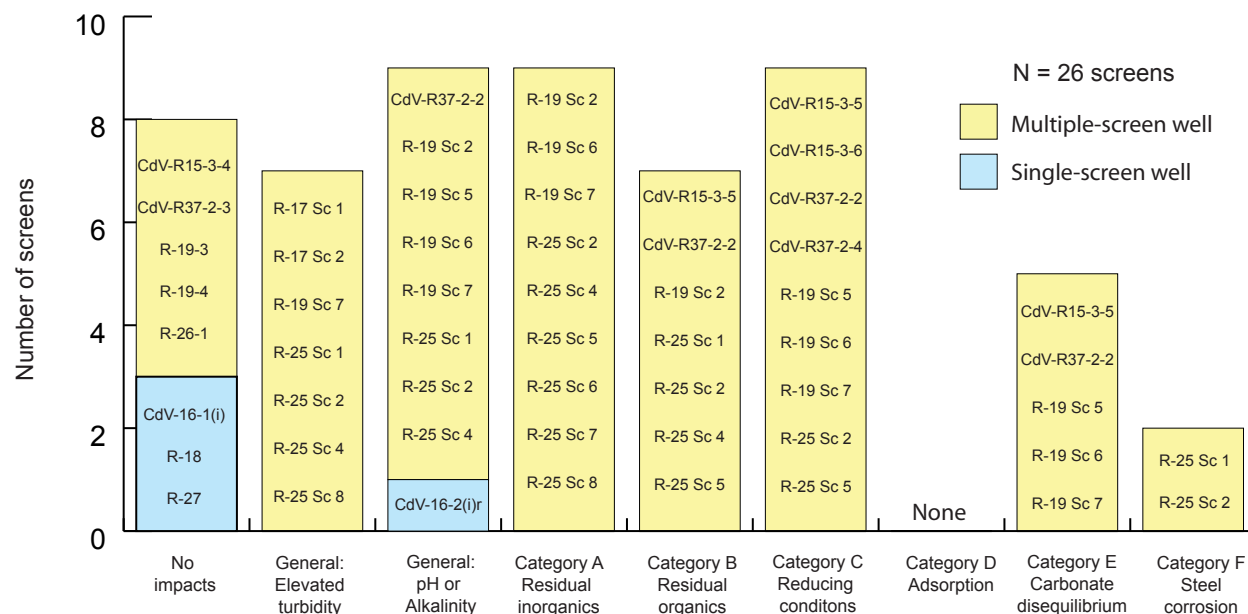 10
8
6
4
2
0
Number of screens
N = 26 screens
Multiple-screen well
Single-screen well
CdV-R15-3-4
CdV-R37-2-3
R-19-3
R-19-4
R-26-1
CdV-16-1(i)
R-18
R-27
R-17 Sc 1
R-17 Sc 2
R-19 Sc 7
R-25 Sc 1
R-25 Sc 2
R-25 Sc 4
R-25 Sc 8
CdV-R37-2-2
R-19 Sc 2
R-19 Sc 5
R-19 Sc 6
R-19 Sc 7
R-25 Sc 1
R-25 Sc 2
R-25 Sc 4
CdV-16-2(i)r
R-19 Sc 2
R-19 Sc 6
R-19 Sc 7
R-25 Sc 2
R-25 Sc 4
R-25 Sc 5
R-25 Sc 6
R-25 Sc 7
R-25 Sc 8
CdV-R15-3-5
CdV-R37-2-2
R-19 Sc 2
R-25 Sc 1
R-25 Sc 2
R-25 Sc 4
R-25 Sc 5
CdV-R15-3-5
CdV-R15-3-6
CdV-R37-2-2
CdV-R37-2-4
R-19 Sc 5
R-19 Sc 6
R-19 Sc 7
R-25 Sc 2
R-25 Sc 5
None
CdV-R15-3-5
CdV-R37-2-2
R-19 Sc 5
R-19 Sc 6
R-19 Sc 7
R-25 Sc 1
R-25 Sc 2
No
impacts
General:
Elevated
turbidity
General:
pH or
Alkalinity
Category A
Residual
inorganics
Category B
Residual
organics
Category C
Reducing
conditons
Category D
Adsorption
Category E
Carbonate
disequilibrium
Category F
Steel
corrosion